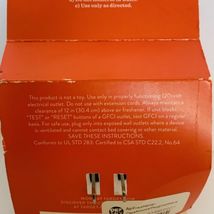 e) Use only as directed.
This product is not a toy. Use only in properly functioning 120 volt
electrical outlet. Do not use with extension cords. Always maintain a
clearance of 12 in (30.4 cm) above air freshener. If unit blocks
"TEST" or "RESET" buttons of a GFCI outlet, test GFCI on a regular
basis. For safe use, plug only into exposed wall outlets where a device
is ventilated and cannot contact bed covering or other material.
SAVE THESE INSTRUCTIONS.
Conforms to UL STD 283. Certified to CSA STD C22.2, No.64